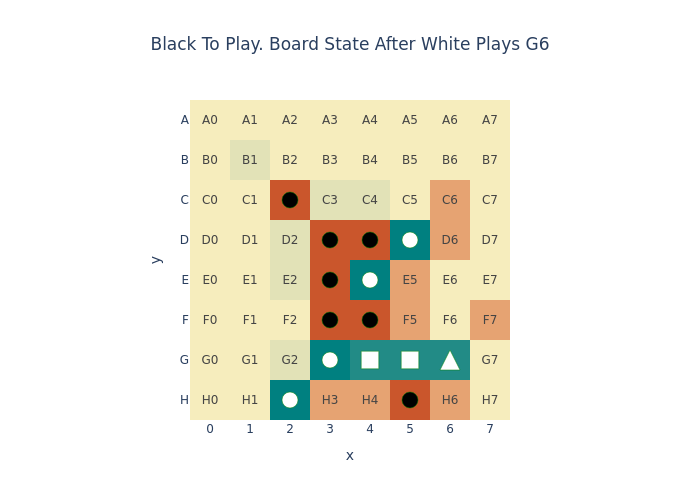 Black To Play. Board State After White Plays G6
A A0 A1 A2 A3 A4 A5 A6 A7
B B0 B1 B2 B3 B4 B5 B6 B7
C C0 C1 C3 C4 C5 C6 C7
D D0 D1 D2 D6 D7
E E0 E1 E2 E5 E6 E7
F F0 F1 F2 F5 F6 F7
G G0 G1 G2 G7
H H0 H1 H3 H4 H6 H7
0 1 2 3 4 5 6 7
x
y